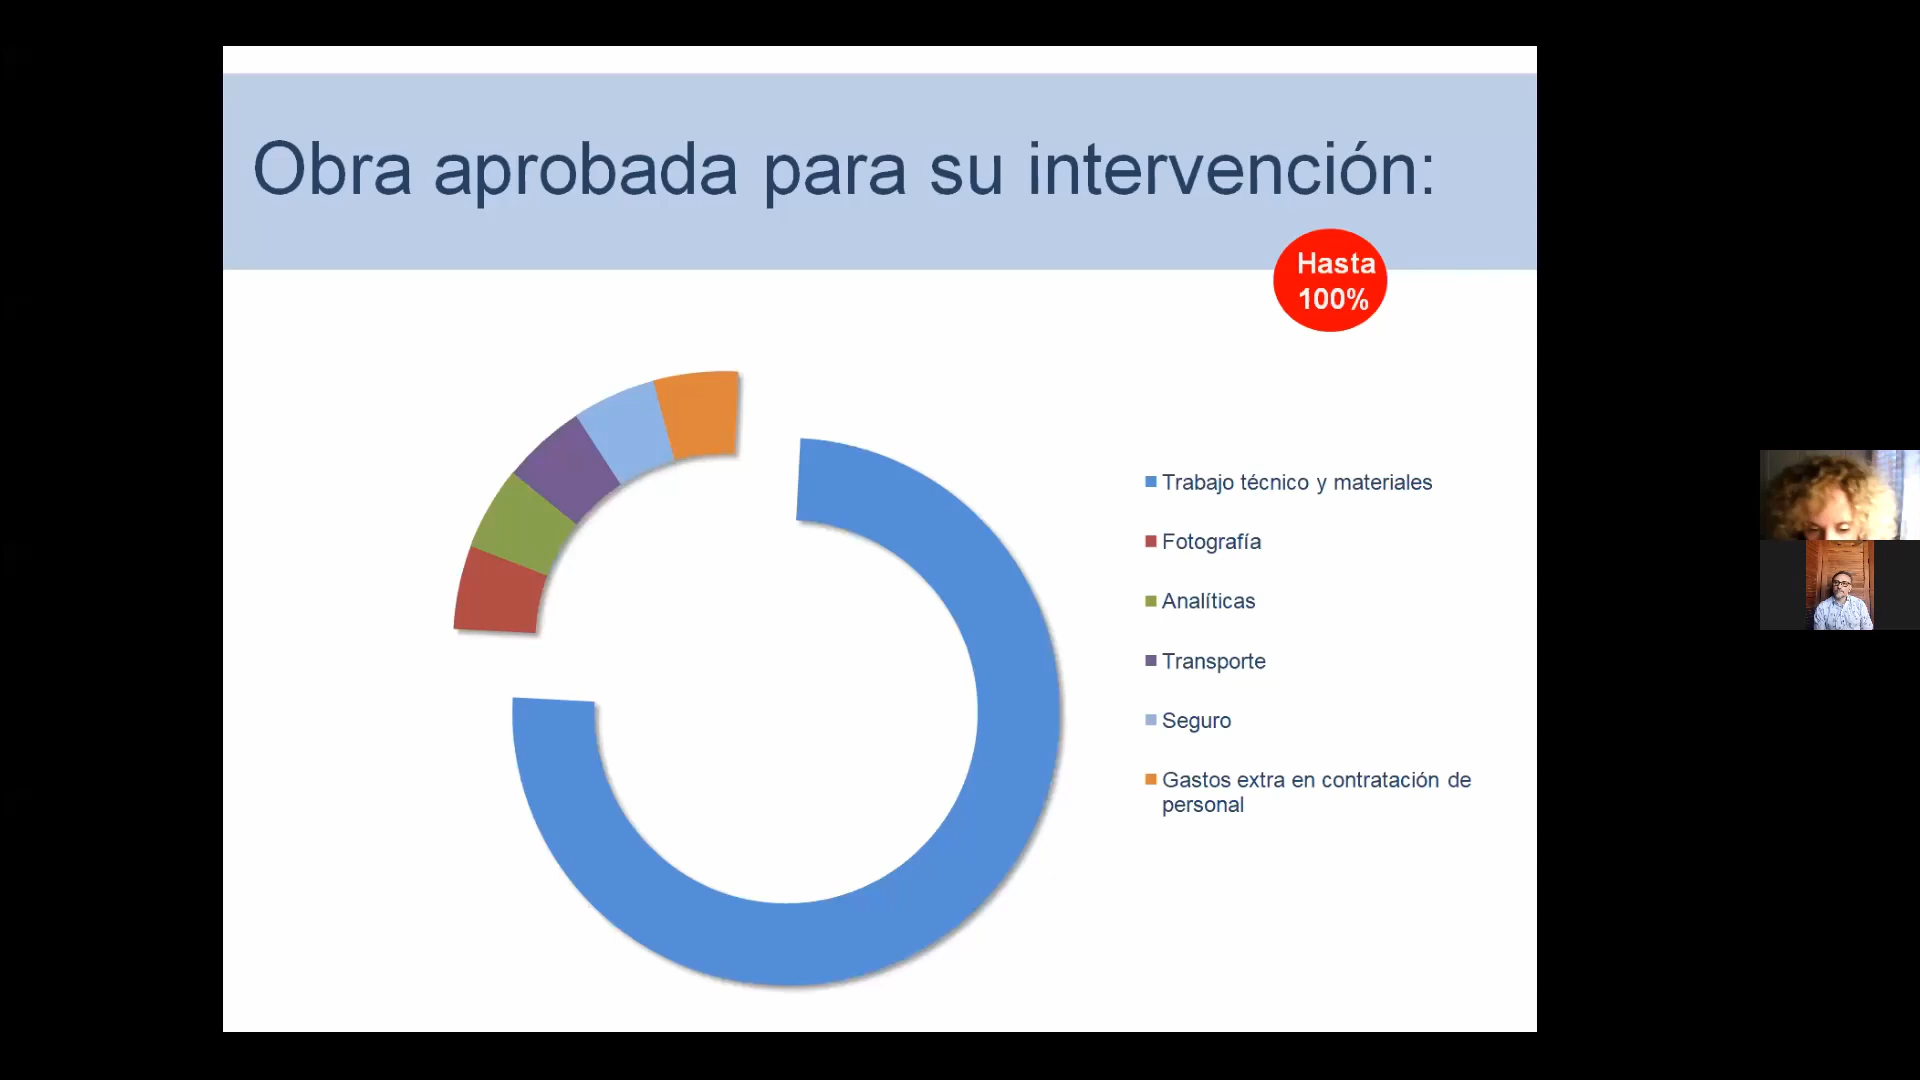 Obra aprobada para su intervención:
Hasta
100%
Trabajo técnico y materiales
Fotografía
Analíticas
Transporte
Seguro
Gastos extra en contratación de
personal